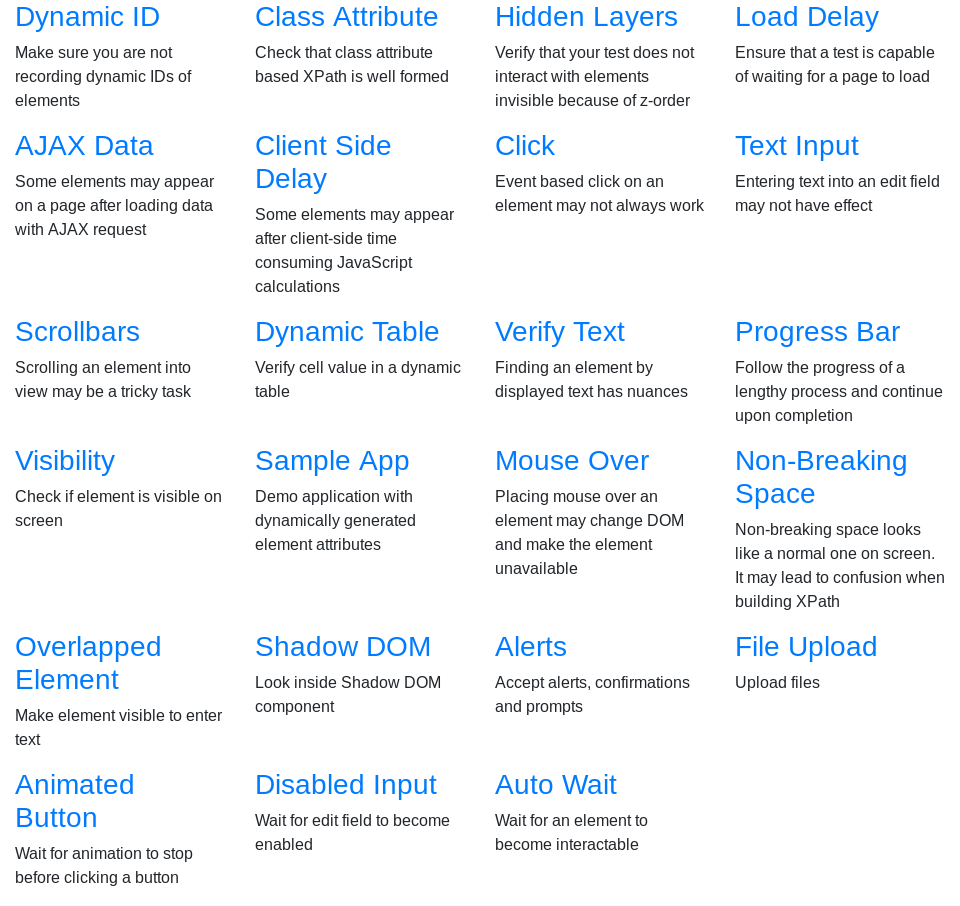 Dynamic ID
Make sure you are not
recording dynamic IDs of
elements
Class Attribute
Check that class attribute
based XPath is well formed
Hidden Layers
Verify that your test does not
interact with elements
invisible because of z-order
Load Delay
Ensure that a test is capable
of waiting for a page to load
AJAX Data
Some elements may appear
on a page after loading data
with AJAX request
Client Side
Delay
Some elements may appear
after client-side time
consuming JavaScript
calculations
Click
Event based click on an
element may not always work
Text Input
Entering text into an edit field
may not have effect
Scrollbars
Scrolling an element into
view may be a tricky task
Dynamic Table
Verify cell value in a dynamic
table
Verify Text
Finding an element by
displayed text has nuances
Progress Bar
Follow the progress of a
lengthy process and continue
upon completion
Visibility
Check if element is visible on
screen
Sample App
Demo application with
dynamically generated
element attributes
Mouse Over
Placing mouse over an
element may change DOM
and make the element
unavailable
Non-Breaking
Space
Non-breaking space looks
like a normal one on screen.
It may lead to confusion when
building XPath
Overlapped
Element
Make element visible to enter
text
Shadow DOM
Look inside Shadow DOM
component
Alerts
Accept alerts, confirmations
and prompts
File Upload
Upload files
Animated
Button
Wait for animation to stop
before clicking a button
Disabled Input
Wait for edit field to become
enabled
Auto Wait
Wait for an element to
become interactable